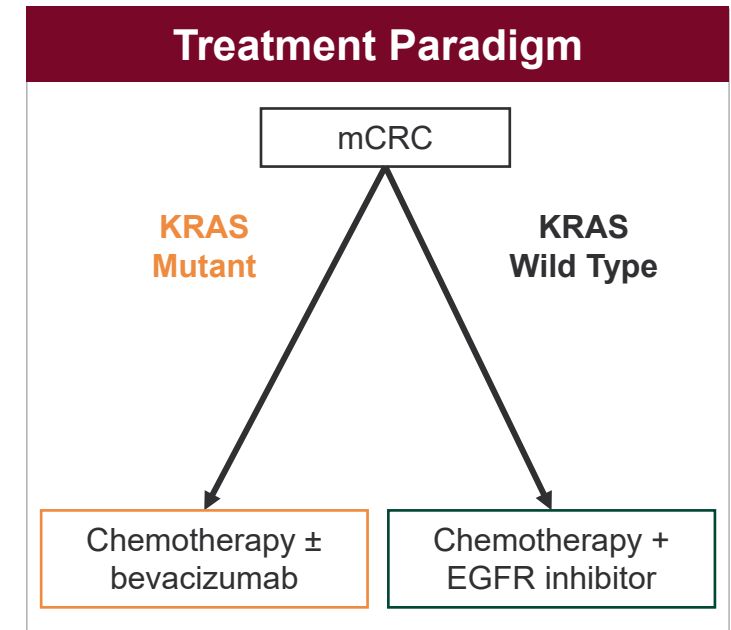 Treatment Paradigm
mCRC
KRAS
Mutant
KRAS
Wild Type
Chemotherapy ±
bevacizumab
Chemotherapy +
EGFR inhibitor